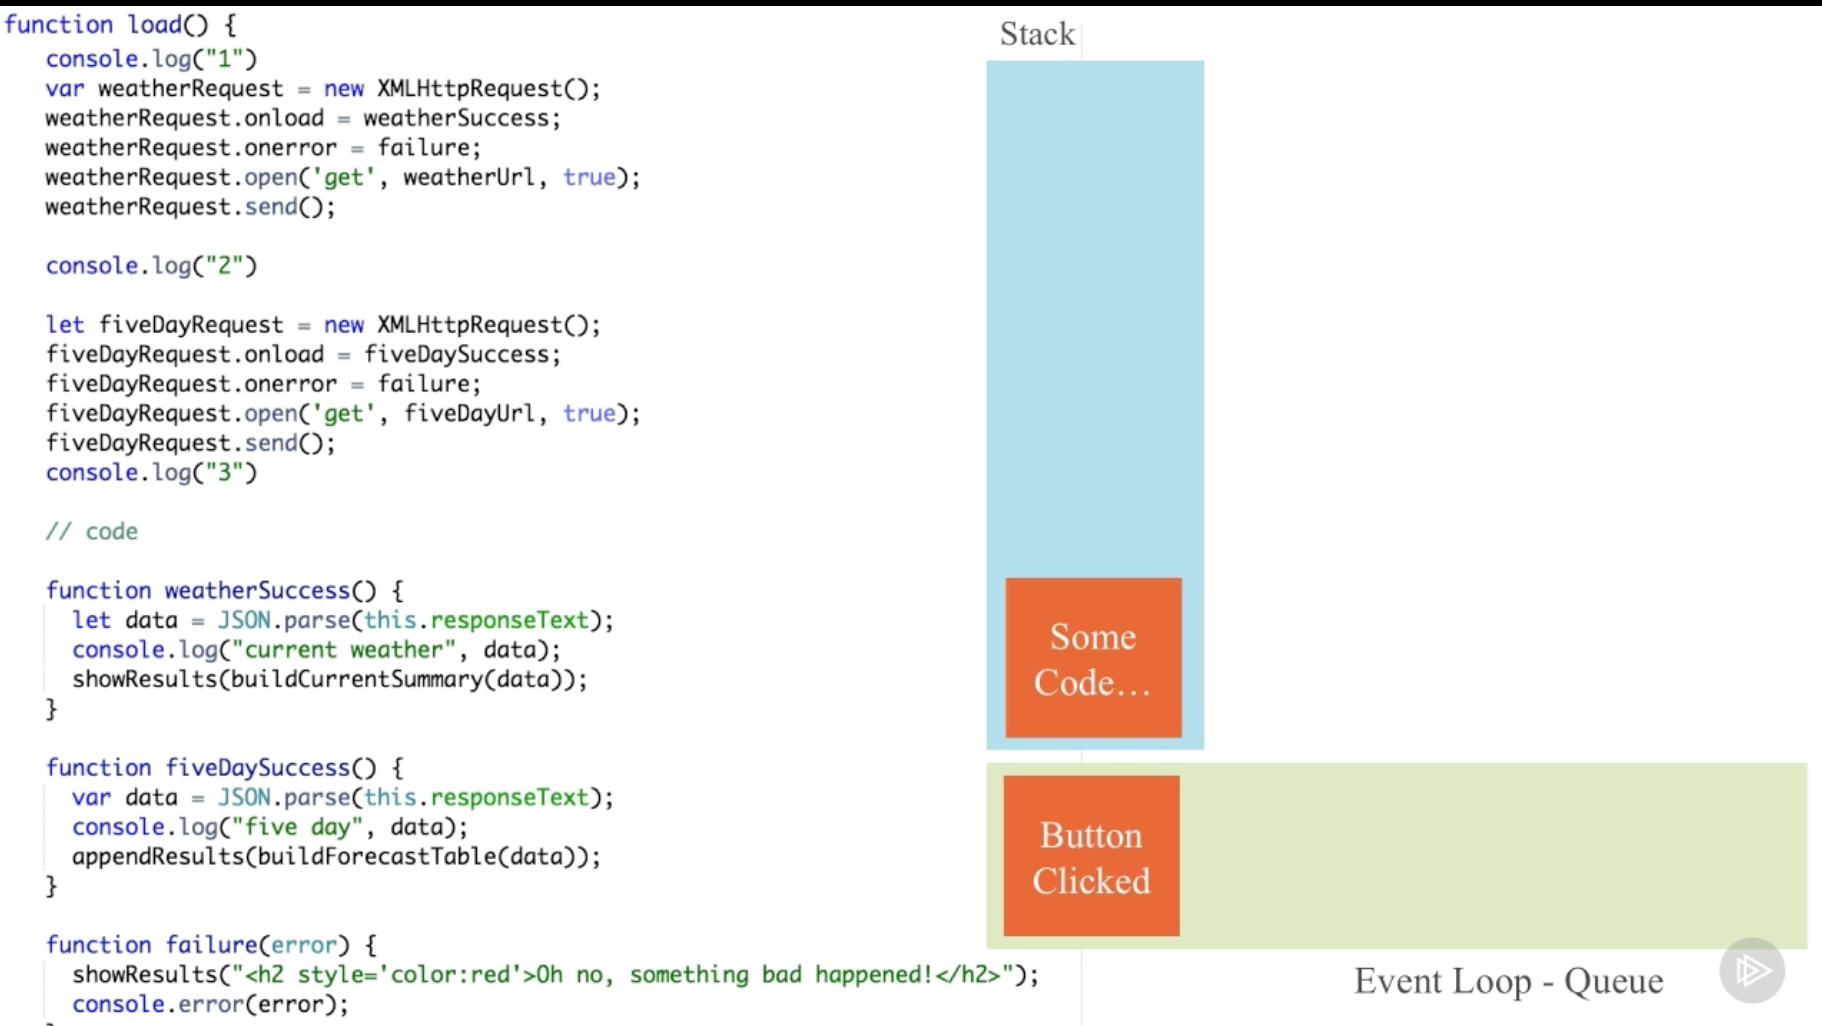 function load() {
console.log("1")
var weatherRequest = new XMLHttpRequest();
weatherRequest.onload = weatherSuccess;
weatherRequest.onerror = failure;
weatherRequest.open('get', weatherUrl, true);
weatherRequest.send();
console.log("2")
let fiveDayRequest = new XMLHttpRequest();
fiveDayRequest.onload = fiveDaySuccess;
fiveDayRequest.onerror = failure;
fiveDayRequest.open('get', fiveDayUrl, true);
fiveDayRequest.send();
console.log("3")
// code
function weatherSuccess() {
let data = JSON.parse(this.responseText);
console.log("current weather", data);
showResults(buildCurrentSummary(data));
}
function fiveDaySuccess() {
var data = JSON.parse(this.responseText);
console.log("five day", data);
appendResults(buildForecastTable(data));
}
function failure(error) {
showResults("<h2 style='color:red'>Oh no, something bad happened!</h2>");
console.error(error);
Stack
Some
Code...
Button
Clicked
Event Loop - Queue